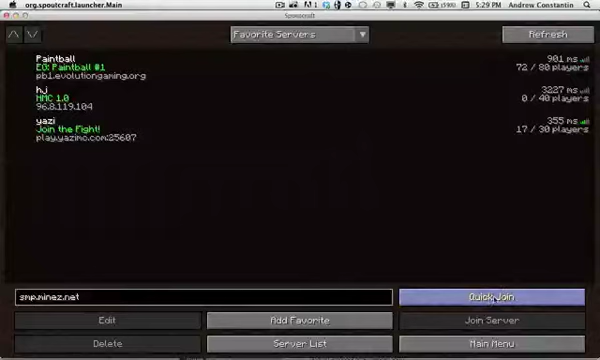 org.spoutcraft.launcher.Main
5:29 PM Andrew Constantin
Spoutcraft
Favorite Servers
Refresh
Paintball
901 ms
EG: Paintball #1
72 / 80 players
pb1.evolutiongaming.org
hj
3227 ms
NMC 1.0
0 / 40 players
96.8.119.104
yazi
355 ms
Join the Fight!
17 / 30 players
play.yazimc.com:25607
smp.minez.net
Quick Join
Edit
Add Favorite
Join Server
Delete
Server List
Main Menu